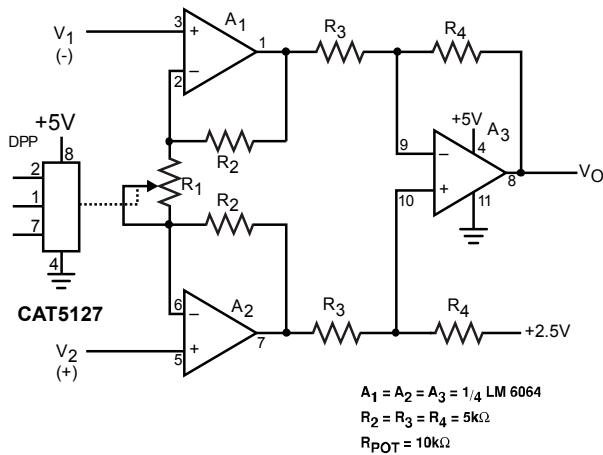 V1
(-)
3
A1
1
2
R3
R4
R2
+5V
DPP
8
2
1
7
4
CAT5127
R1
R2
+5V
A3
4
9
10
8
11
VO
6
A2
7
5
V2
(+)
R3
R4
+2.5V
A1 = A2 = A3 = 1/4 LM 6064
R2 = R3 = R4 = 5kΩ
RPOT = 10kΩ